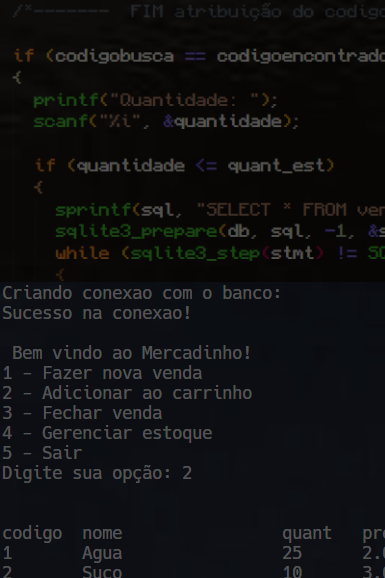 /*-------  FIM atribuição do codigo
if (codigobusca == codigoencontrado
{
printf("Quantidade: ");
scanf("%i", &quantidade);
if (quantidade <= quant_est)
{
sprintf(sql, "SELECT * FROM ven
sqlite3_prepare(db, sql, -1, &s
while (sqlite3_step(stmt) != SQ
{
Criando conexao com o banco:
Sucesso na conexao!
Bem vindo ao Mercadinho!
1 - Fazer nova venda
2 - Adicionar ao carrinho
3 - Fechar venda
4 - Gerenciar estoque
5 - Sair
Digite sua opção: 2
codigo  nome  quant  pre
1  Agua  25  2.0
2  Suco  10  3.